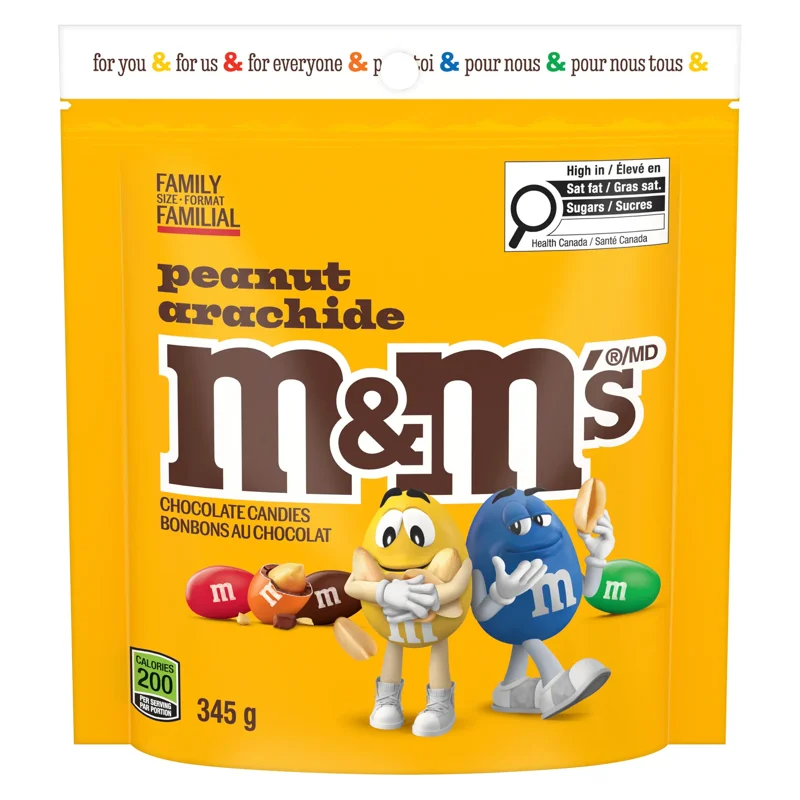 for you & for us & for everyone & toi & pour nous & pour nous tous &
FAMILY
SIZE • FORMAT
FAMILIAL
High in / Élevé en
Sat fat / Gras sat.
Sugars / Sucres
Health Canada / Santé Canada
peanut
arachide
m&m's®/MD
CHOCOLATE CANDIES
BONBONS AU CHOCOLAT
m
m
m
m
m
m
CALORIES
200
PER SERVING
PAR PORTION
345 g